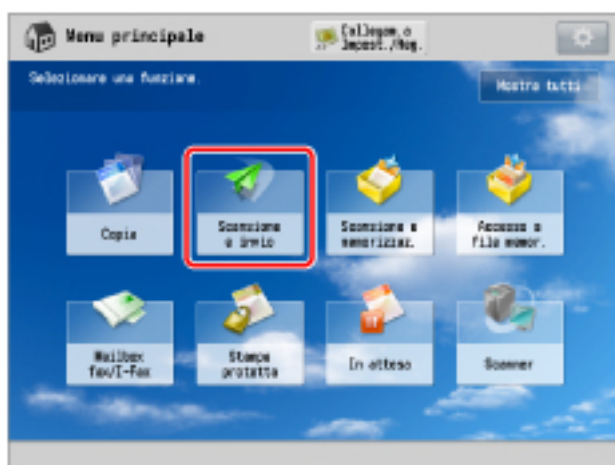 Menu principale
Collegam. a
Impost./Reg.
Selezionare una funzione.
Mostra tutti
Copia
Scansione
e invio
Scansione e
memorizzaz.
Accesso a
file memor.
Mailbox
fax/I-Fax
Stampa
protetta
In attesa
Scanner